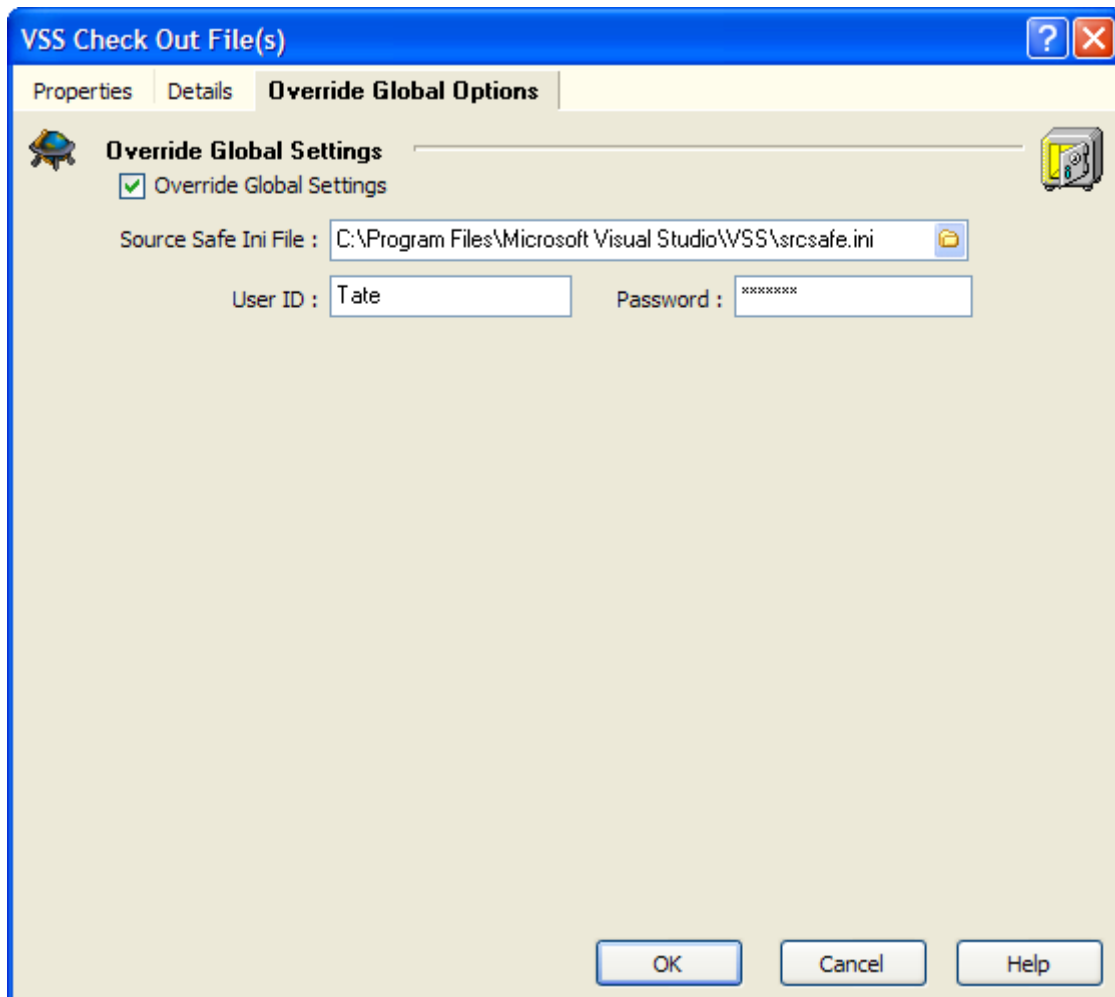 VSS Check Out File(s)
Properties Details Override Global Options
Override Global Settings
Override Global Settings
Source Safe Ini File : C:\Program Files\Microsoft Visual Studio\VSS\srcsafe.ini
User ID : Tate Password : *******
OK Cancel Help